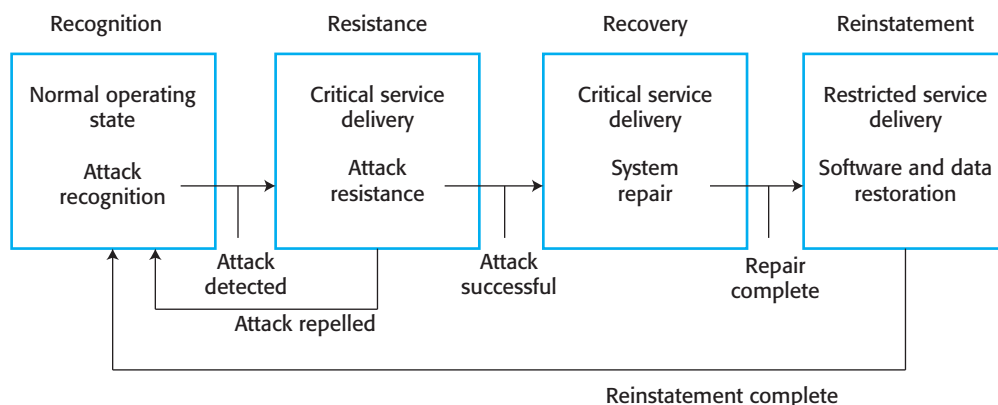 Recognition
Resistance
Recovery
Reinstatement
Normal operating
state
Attack
recognition
Critical service
delivery
Attack
resistance
Critical service
delivery
System
repair
Restricted service
delivery
Software and data
restoration
Attack
detected
Attack
successful
Repair
complete
Attack repelled
Reinstatement complete